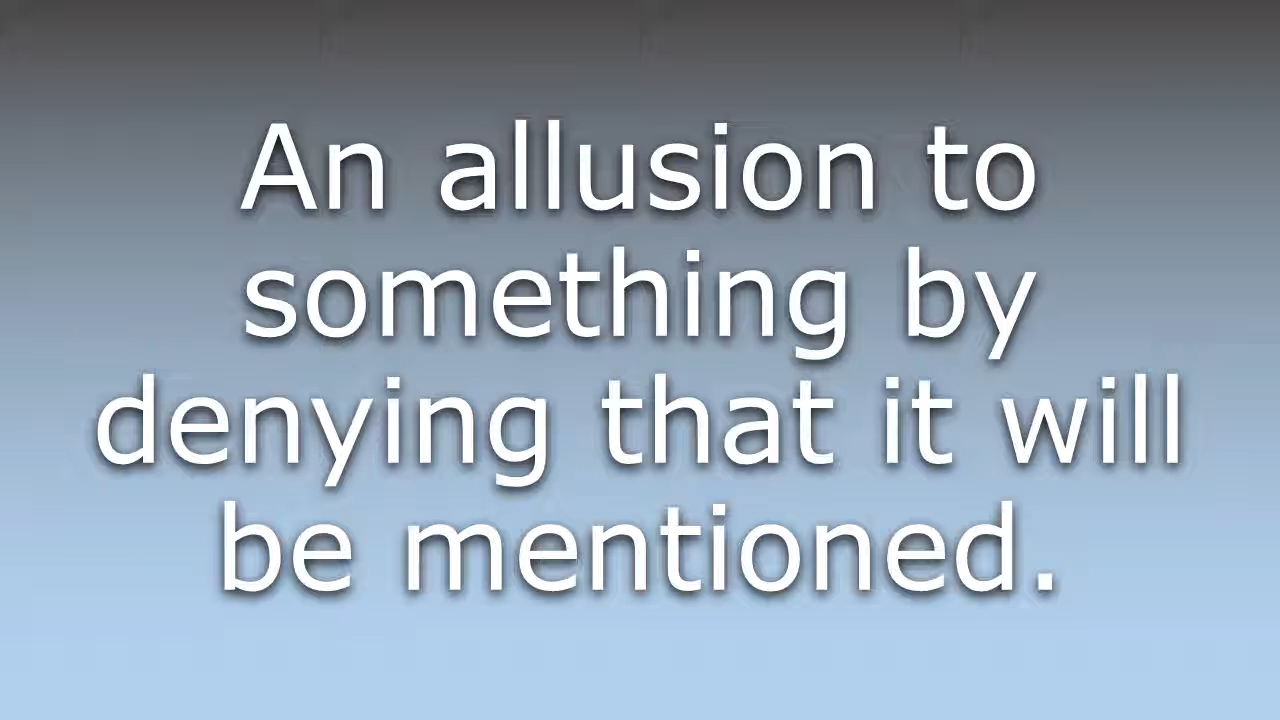 An allusion to
something by
denying that it will
be mentioned.